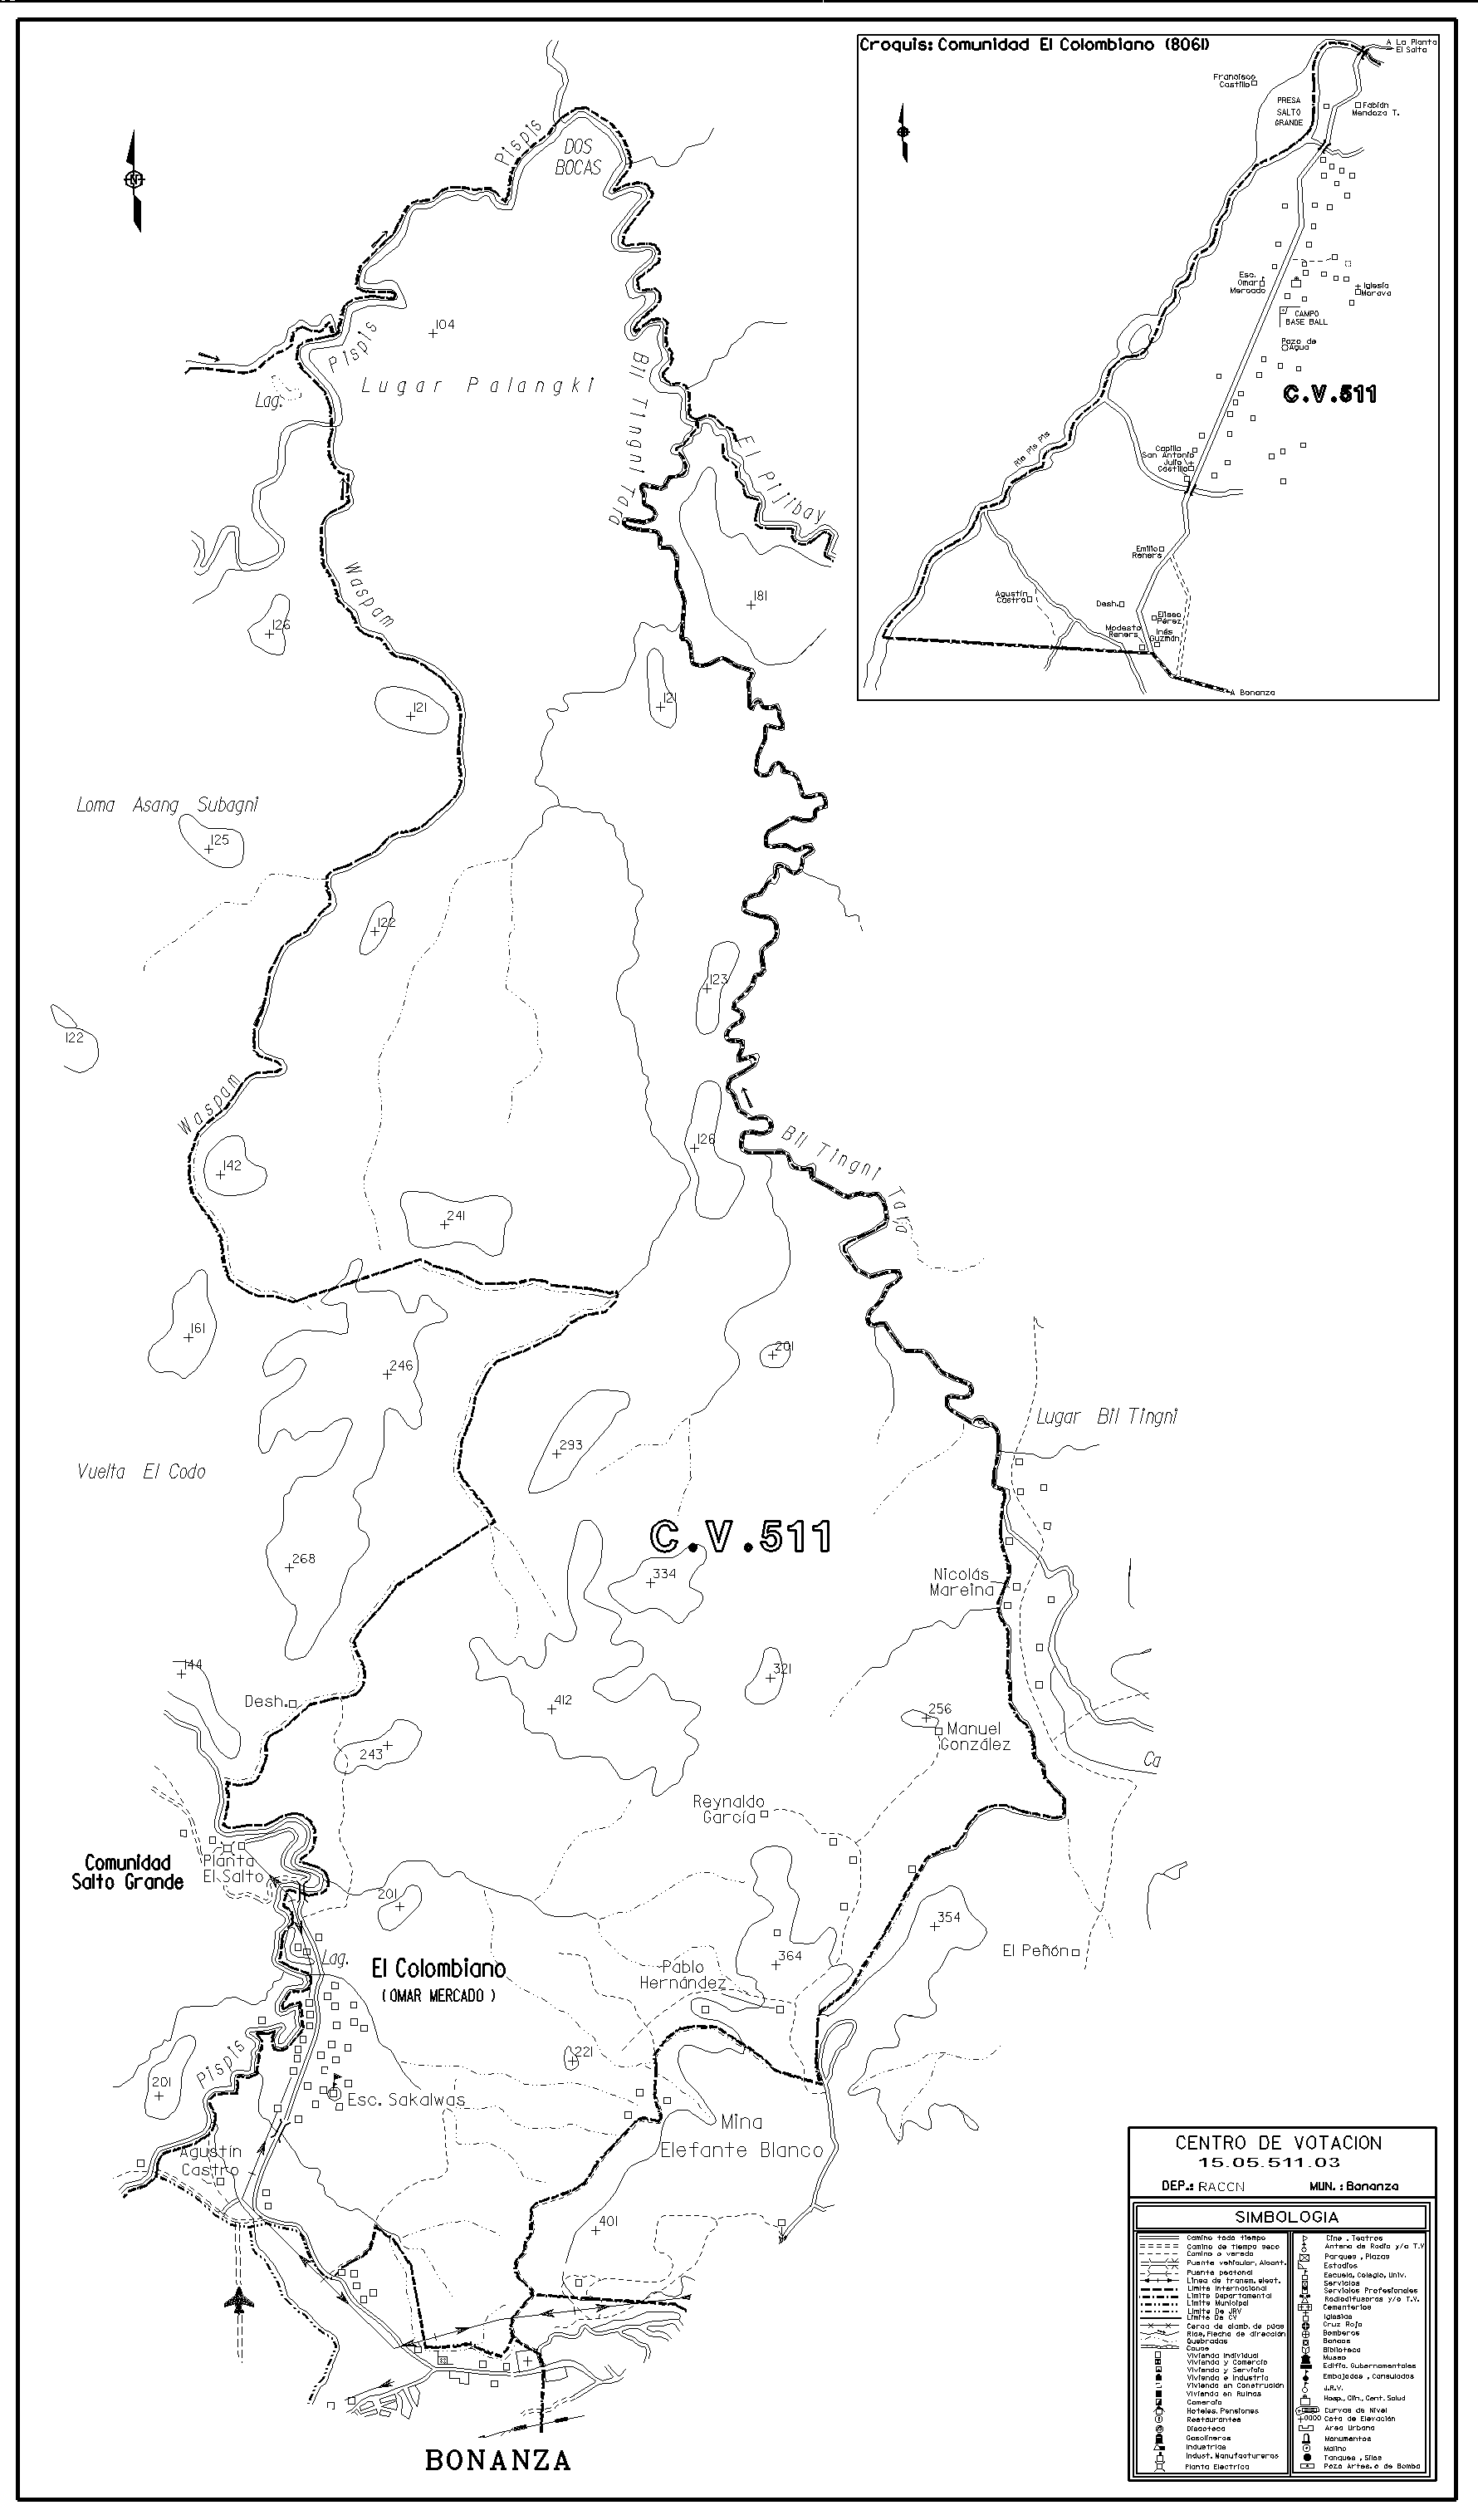 Croquis: Comunidad El Colombiano (8061)
A La Planta
El Salto
Francisco
Castillo
PRESA
SALTO
GRANDE
Fabián
Mendoza T.
Esc.
Omar
Mercado
Iglesia
Morava
CAMPO
BASE BALL
Pozo de
Agua
C.V.511
Río Pis Pis
Capilla
San Antonio
Julio
Castillo
Emilio
Reners
Agustín
Castro
Desh.
Eliseo
Pérez
Modesto
Reners
Inés
Guzmán
A Bonanza
N
Pispis
DOS
BOCAS
104
Pispis
Lugar Palangki
Lag.
Bil Tingni Tara
El Pijibay
Waspam
181
126
121
121
Loma Asang Subagni
125
122
123
122
Waspam
126
Bil Tingni Tara
142
241
161
201
246
Lugar Bil Tingni
293
Vuelta El Codo
C.V.511
268
334
Nicolás
Mareina
144
321
Desh.
412
256
Manuel
González
243
Ca
Reynaldo
García
Comunidad
Salto Grande
Planta
El Salto
201
354
El Peñón
Lag.
El Colombiano
(OMAR MERCADO)
364
Pablo
Hernández
Pispis
221
201
Esc. Sakalwas
Mina
Elefante Blanco
Agustín
Castro
401
BONANZA
CENTRO DE VOTACION
15.05.511.03
DEP.: RACCN MUN.: Bonanza
SIMBOLOGIA
Camino todo tiempo
Camino de tiempo seco
Camino o vereda
Puente vehicular, Alcant.
Puente peatonal
Línea de transm. elect.
Límite Internacional
Límite Departamental
Límite Municipal
Límite De JRV
Límite De CV
Cerca de alamb. de púas
Ríos, Flecha de dirección
Quebradas
Cauce
Vivienda Individual
Vivienda y Comercio
Vivienda y Servicio
Vivienda e Industria
Vivienda en Construción
Vivienda en Ruinas
Comercio
Hoteles, Pensiones
Restaurantes
Discoteca
Gasolineras
Industrias
Indust. Manufactureras
Planta Electrica
Cine, Teatros
Antena de Radio y/o T.V
Parques, Plazas
Estadios
Escuela, Colegio, Univ.
Servicios
Servicios Profesionales
Radiodifusoras y/o T.V.
Cementerios
Iglesias
Cruz Roja
Bomberos
Bancos
Biblioteca
Museo
Edific. Gubernamentales
Embajadas, Consulados
J.R.V.
Hosp., Clín., Cent. Salud
Curvas de Nivel
+0000 Cota de Elevación
Area Urbana
Monumentos
Molino
Tanques, Silos
Pozo Artes. o de Bomba